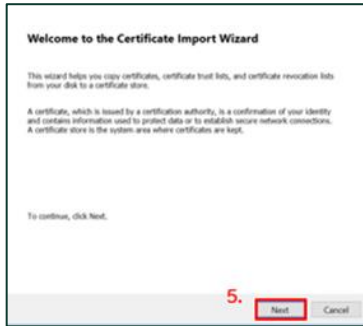 Welcome to the Certificate Import Wizard
This wizard helps you copy certificates, certificate trust lists, and certificate revocation lists
from your disk to a certificate store.
A certificate, which is issued by a certification authority, is a confirmation of your identity
and contains information used to protect data or to establish secure network connections.
A certificate store is the system area where certificates are kept.
To continue, click Next.
5.
Next Cancel